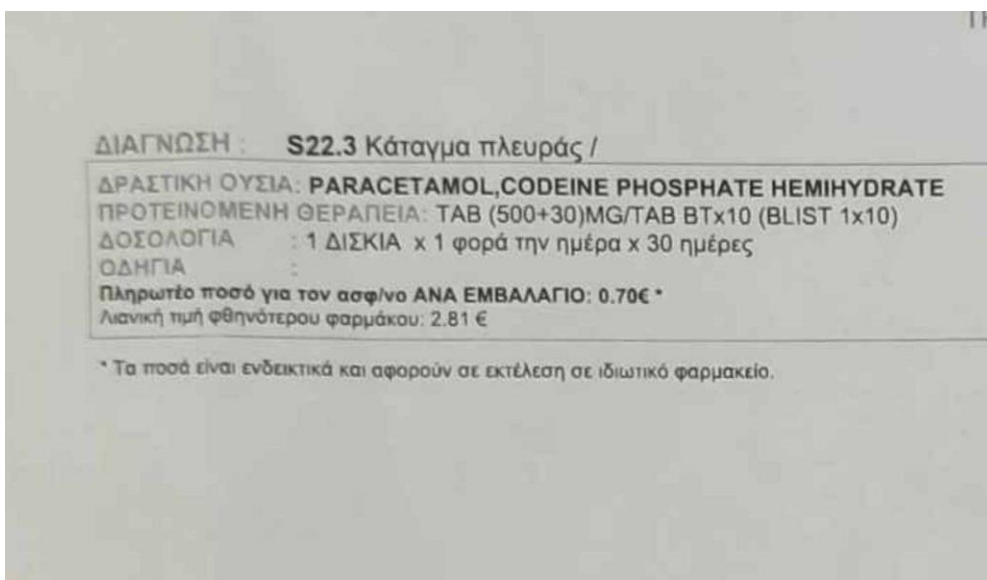 ΔΙΑΓΝΩΣΗ : S22.3 Κάταγμα πλευράς /
ΔΡΑΣΤΙΚΗ ΟΥΣΙΑ: PARACETAMOL,CODEINE PHOSPHATE HEMIHYDRATE
ΠΡΟΤΕΙΝΟΜΕΝΗ ΘΕΡΑΠΕΙΑ: TAB (500+30)MG/TAB BTx10 (BLIST 1x10)
ΔΟΣΟΛΟΓΙΑ : 1 ΔΙΣΚΙΑ x 1 φορά την ημέρα x 30 ημέρες
ΟΔΗΓΙΑ :
Πληρωτέο ποσό για τον ασφ/νο ΑΝΑ ΕΜΒΑΛΑΓΙΟ: 0.70€ *
Λιανική τιμή φθηνότερου φαρμάκου: 2.81 €
* Τα ποσά είναι ενδεικτικά και αφορούν σε εκτέλεση σε ιδιωτικό φαρμακείο.